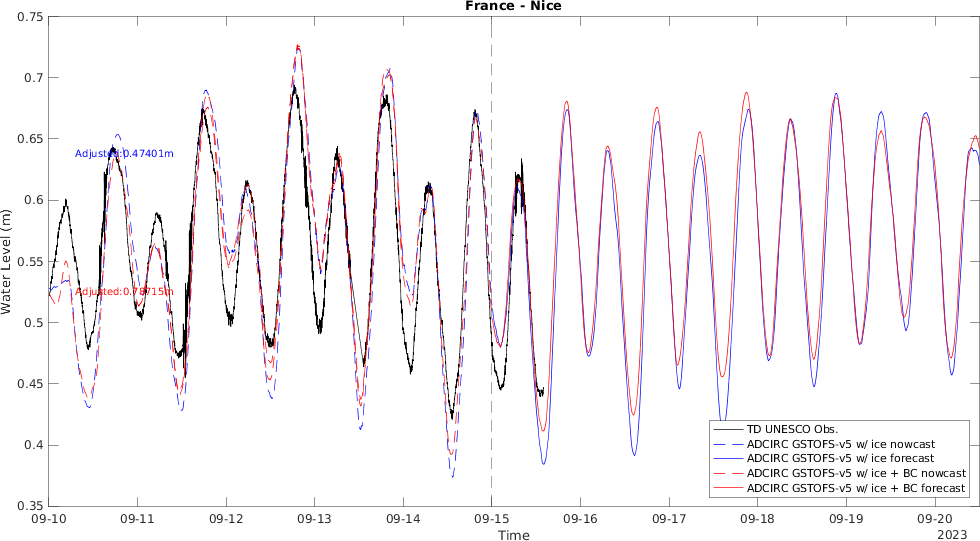 France - Nice
0.75
0.7
0.65
0.6
0.55
0.5
0.45
0.4
0.35
Water Level (m)
Adjusted:0.47401m
Adjusted:0.78715m
TD UNESCO Obs.
ADCIRC GSTOFS-v5 w/ ice nowcast
ADCIRC GSTOFS-v5 w/ ice forecast
ADCIRC GSTOFS-v5 w/ ice + BC nowcast
ADCIRC GSTOFS-v5 w/ ice + BC forecast
09-10 09-11 09-12 09-13 09-14 09-15 09-16 09-17 09-18 09-19 09-20
Time
2023